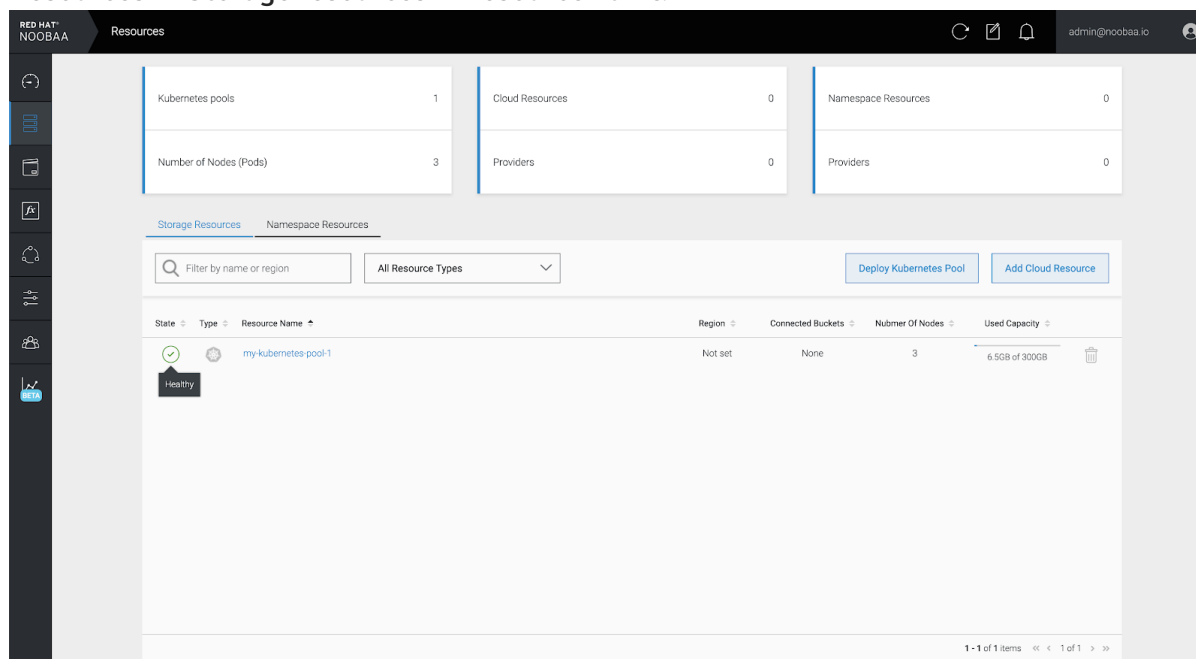 RED HAT®
NOOBAA
Resources
admin@noobaa.io
Kubernetes pools 1
Cloud Resources 0
Namespace Resources 0
Number of Nodes (Pods) 3
Providers 0
Providers 0
Storage Resources Namespace Resources
Filter by name or region
All Resource Types
Deploy Kubernetes Pool
Add Cloud Resource
State Type Resource Name Region Connected Buckets Nubmer Of Nodes Used Capacity
my-kubernetes-pool-1 Not set None 3 6.5GB of 300GB
Healthy
fx
BETA
1 - 1 of 1 items 1 of 1